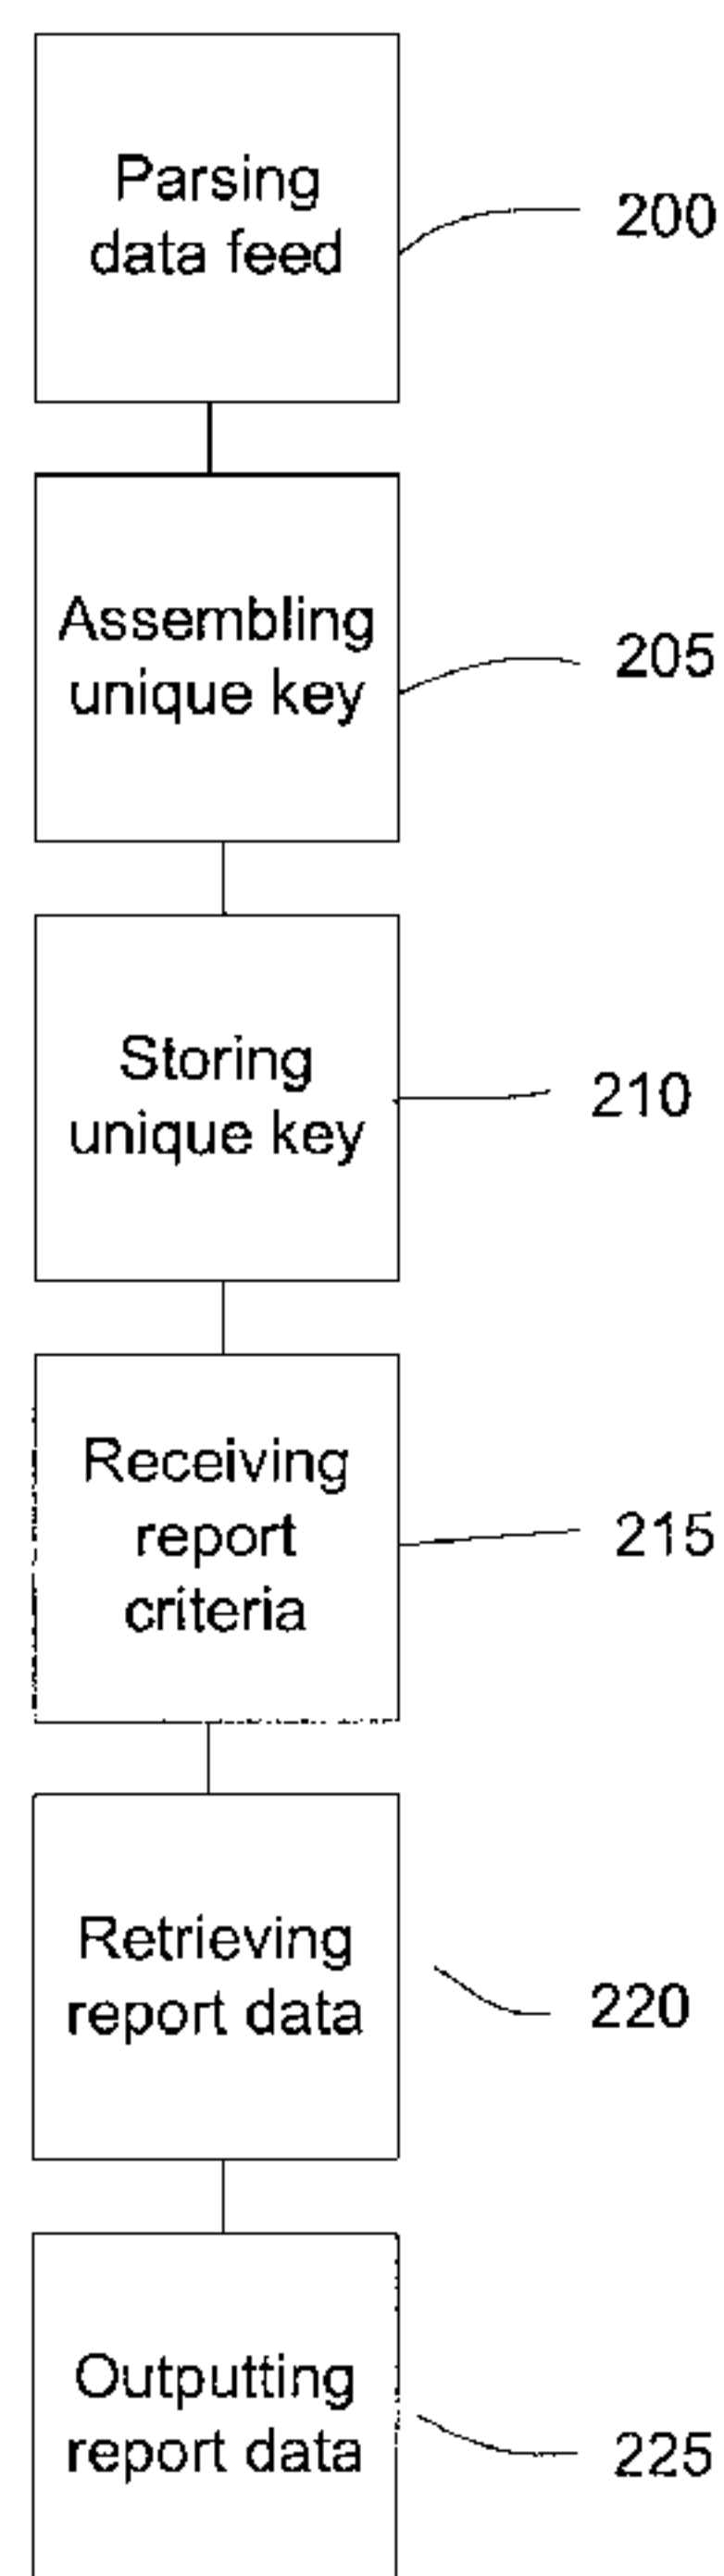 Parsing
data feed
200
Assembling
unique key
205
Storing
unique key
210
Receiving
report
criteria
215
Retrieving
report data
220
Outputting
report data
225